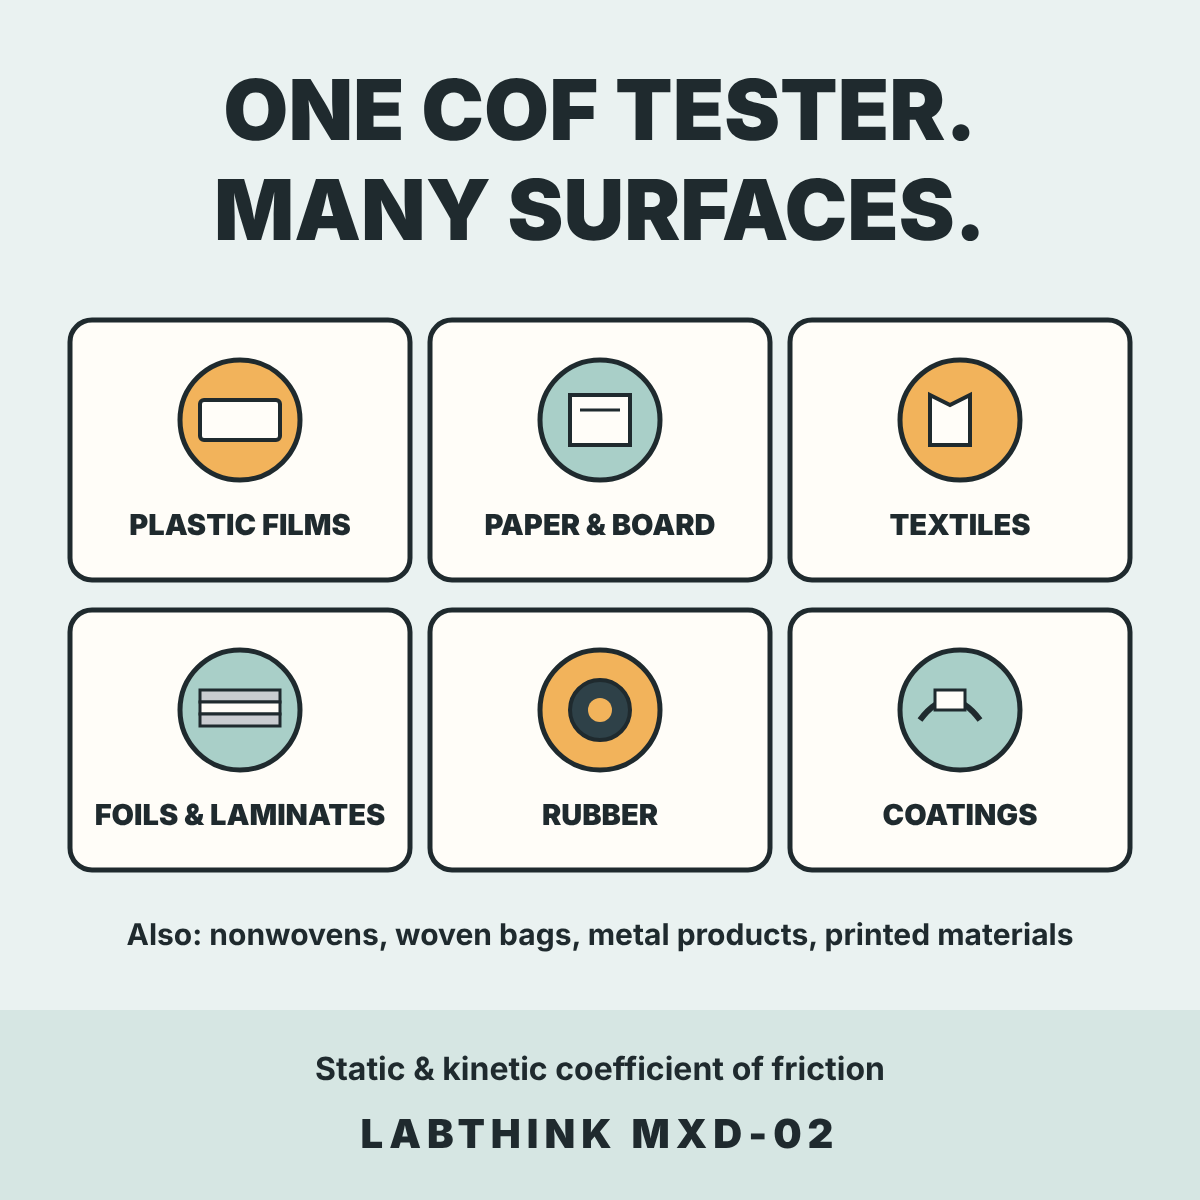 ONE COF TESTER.
MANY SURFACES.
PLASTIC FILMS
PAPER & BOARD
TEXTILES
FOILS & LAMINATES
RUBBER
COATINGS
Also: nonwovens, woven bags, metal products, printed materials
Static & kinetic coefficient of friction
LABTHINK MXD-02